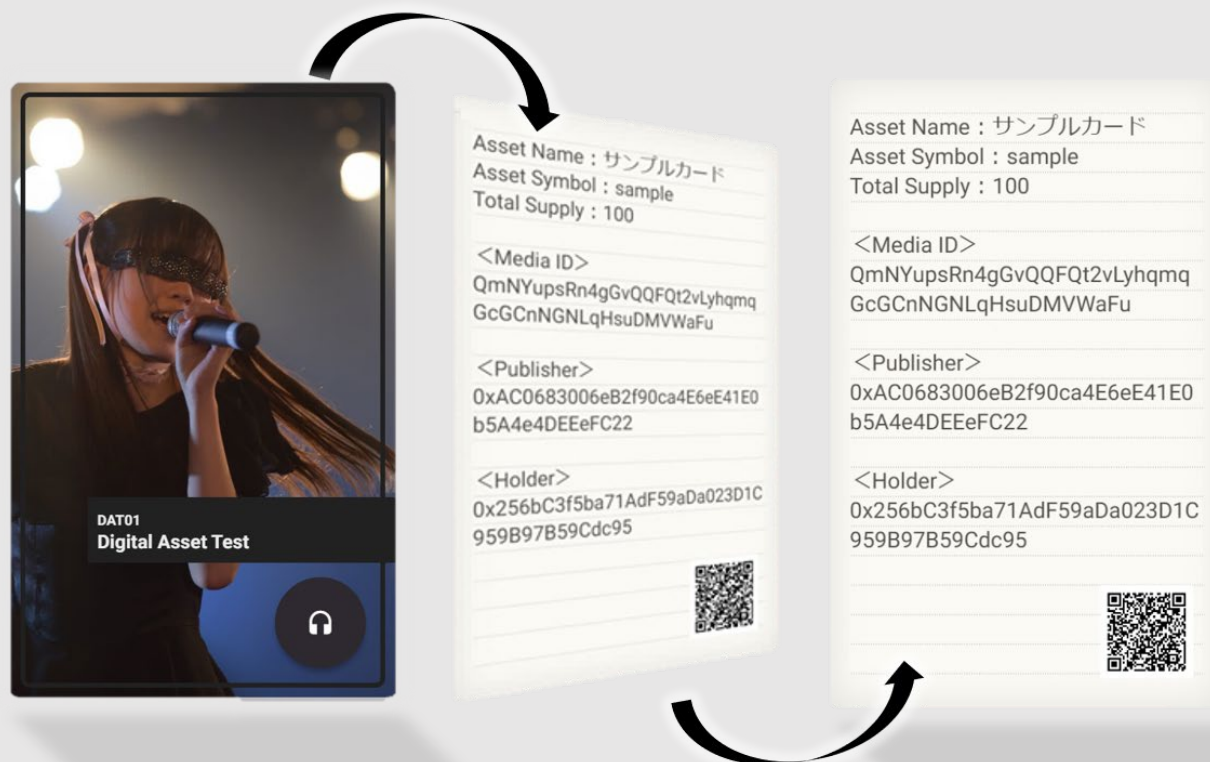 DAT01
Digital Asset Test
Asset Name：サンプルカード
Asset Symbol：sample
Total Supply：100
＜Media ID＞
QmNYupsRn4gGvQQFQt2vLyhqmq
GcGCnNGNLqHsuDMVWaFu
＜Publisher＞
0xAC0683006eB2f90ca4E6eE41E0
b5A4e4DEEeFC22
＜Holder＞
0x256bC3f5ba71AdF59aDa023D1C
959B97B59Cdc95
Asset Name：サンプルカード
Asset Symbol：sample
Total Supply：100
＜Media ID＞
QmNYupsRn4gGvQQFQt2vLyhqmq
GcGCnNGNLqHsuDMVWaFu
＜Publisher＞
0xAC0683006eB2f90ca4E6eE41E0
b5A4e4DEEeFC22
＜Holder＞
0x256bC3f5ba71AdF59aDa023D1C
959B97B59Cdc95